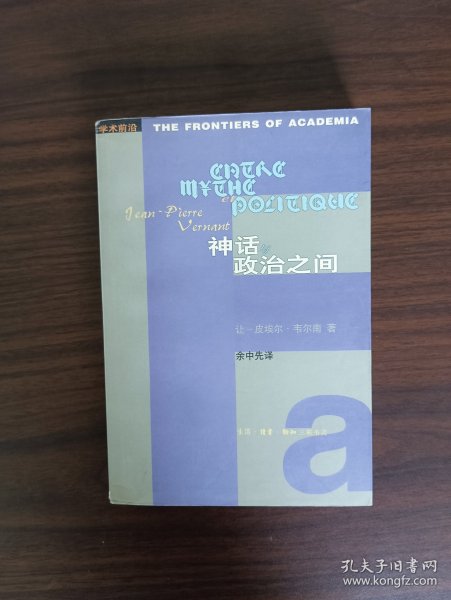 学术前沿 THE FRONTIERS OF ACADEMIA
ENTRE
MYTHE
et POLITIQUE
Jean-Pierre
Vernant
神话与
政治之间
让-皮埃尔·韦尔南 著
余中先译
生活·读书·新知三联书店
a
孔夫子旧书网
www.kongfz.com